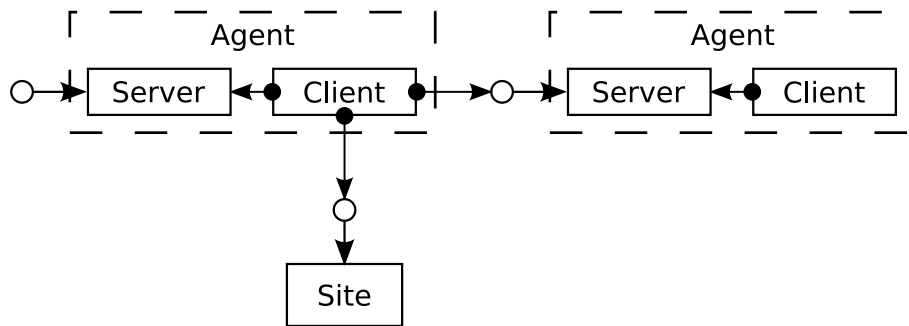 Agent
Agent
Server
Client
Server
Client
Site